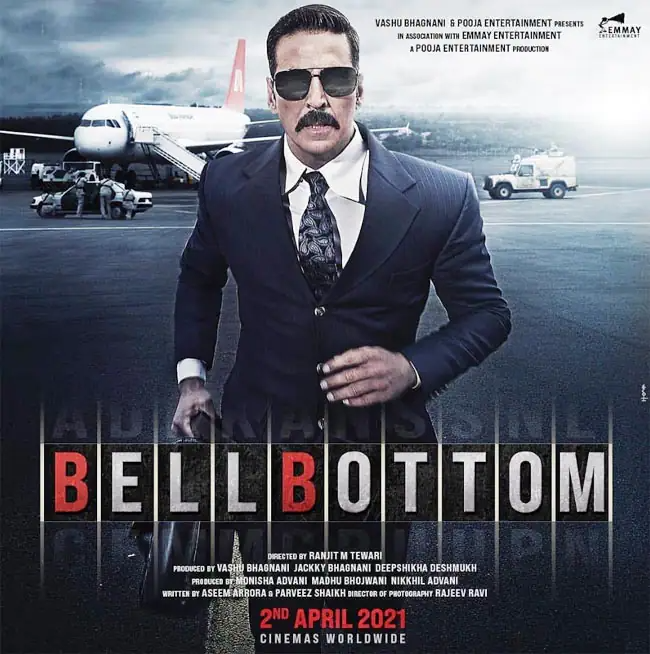 VASHU BHAGNANI & POOJA ENTERTAINMENT PRESENTS
IN ASSOCIATION WITH EMMAY ENTERTAINMENT
A POOJA ENTERTAINMENT PRODUCTION
EMMAY
ENTERTAINMENT
BELLBOTTOM
DIRECTED BY RANJIT M TEWARI
PRODUCED BY VASHU BHAGNANI JACKKY BHAGNANI DEEPSHIKHA DESHMUKH
PRODUCED BY MONISHA ADVANI MADHU BHOJWANI NIKKHIL ADVANI
WRITTEN BY ASEEM ARRORA & PARVEEZ SHAIKH DIRECTOR OF PHOTOGRAPHY RAJEEV RAVI
2ND APRIL 2021
CINEMAS WORLDWIDE